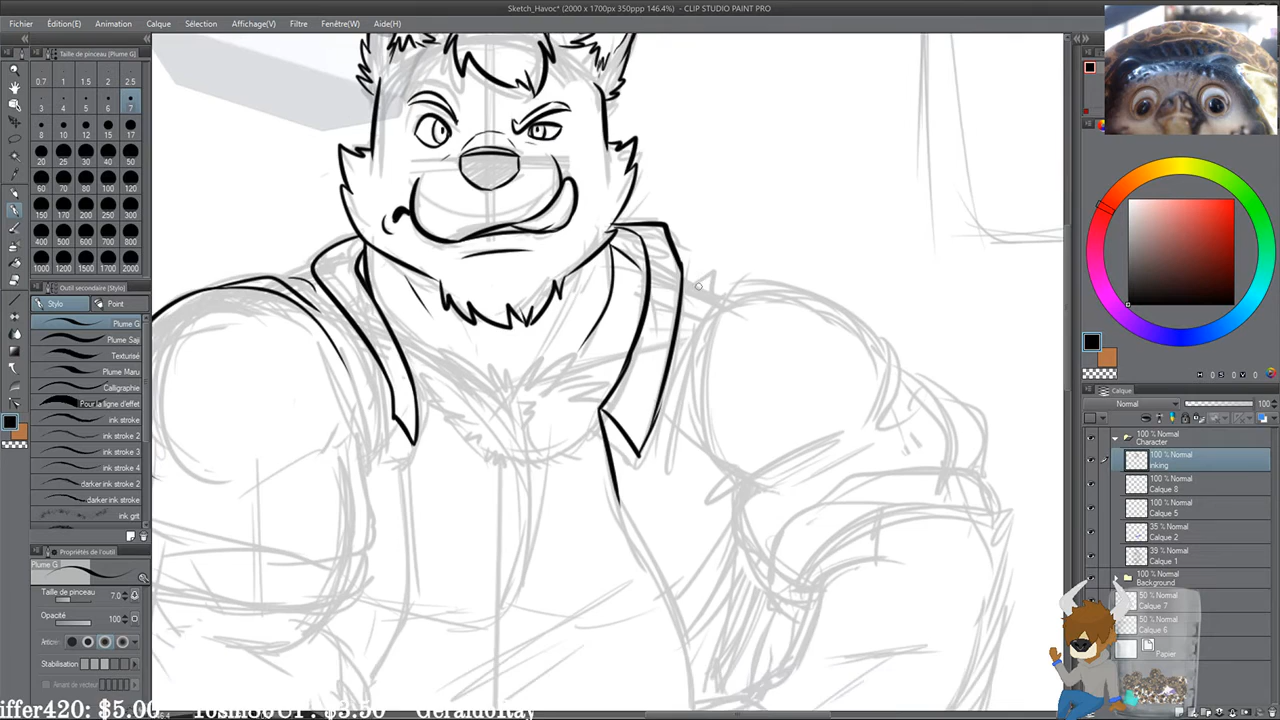 Sketch_Havoc* (2000 x 1700px 350ppp 146.4%) - CLIP STUDIO PAINT PRO
Fichier Édition(E) Animation Calque Sélection Affichage(V) Filtre Fenêtre(W) Aide(H)
Taille de pinceau [Plume G]
0.7 1 1.5 2 2.5
3 4 5 6 7
8 10 12 15 17
20 25 30 40 50
60 70 80 100 120
150 170 200 250 300
400 500 600 700 800
1000 1200 1500 1700 2000
Outil secondaire [Stylo]
Stylo Point
Plume G
Plume Saji
Texturisé
Plume Maru
Calligraphie
Pour la ligne d'effet
ink stroke
ink stroke 2
ink stroke 3
ink stroke 4
darker ink stroke 2
darker ink stroke
ink grit
Propriétés de l'outil
Plume G
Taille de pinceau 7.0
Opacité 100
Stabilisation
Aimant de vecteur
H 0 S 0 V 0
Calque
Normal 100
100 % Normal
Character
100 % Normal
inking
100 % Normal
Calque 8
100 % Normal
Calque 5
35 % Normal
Calque 2
39 % Normal
Calque 1
100 % Normal
Background
50 % Normal
Calque 7
50 % Normal
Calque 6
Papier
iffer420: $5.00